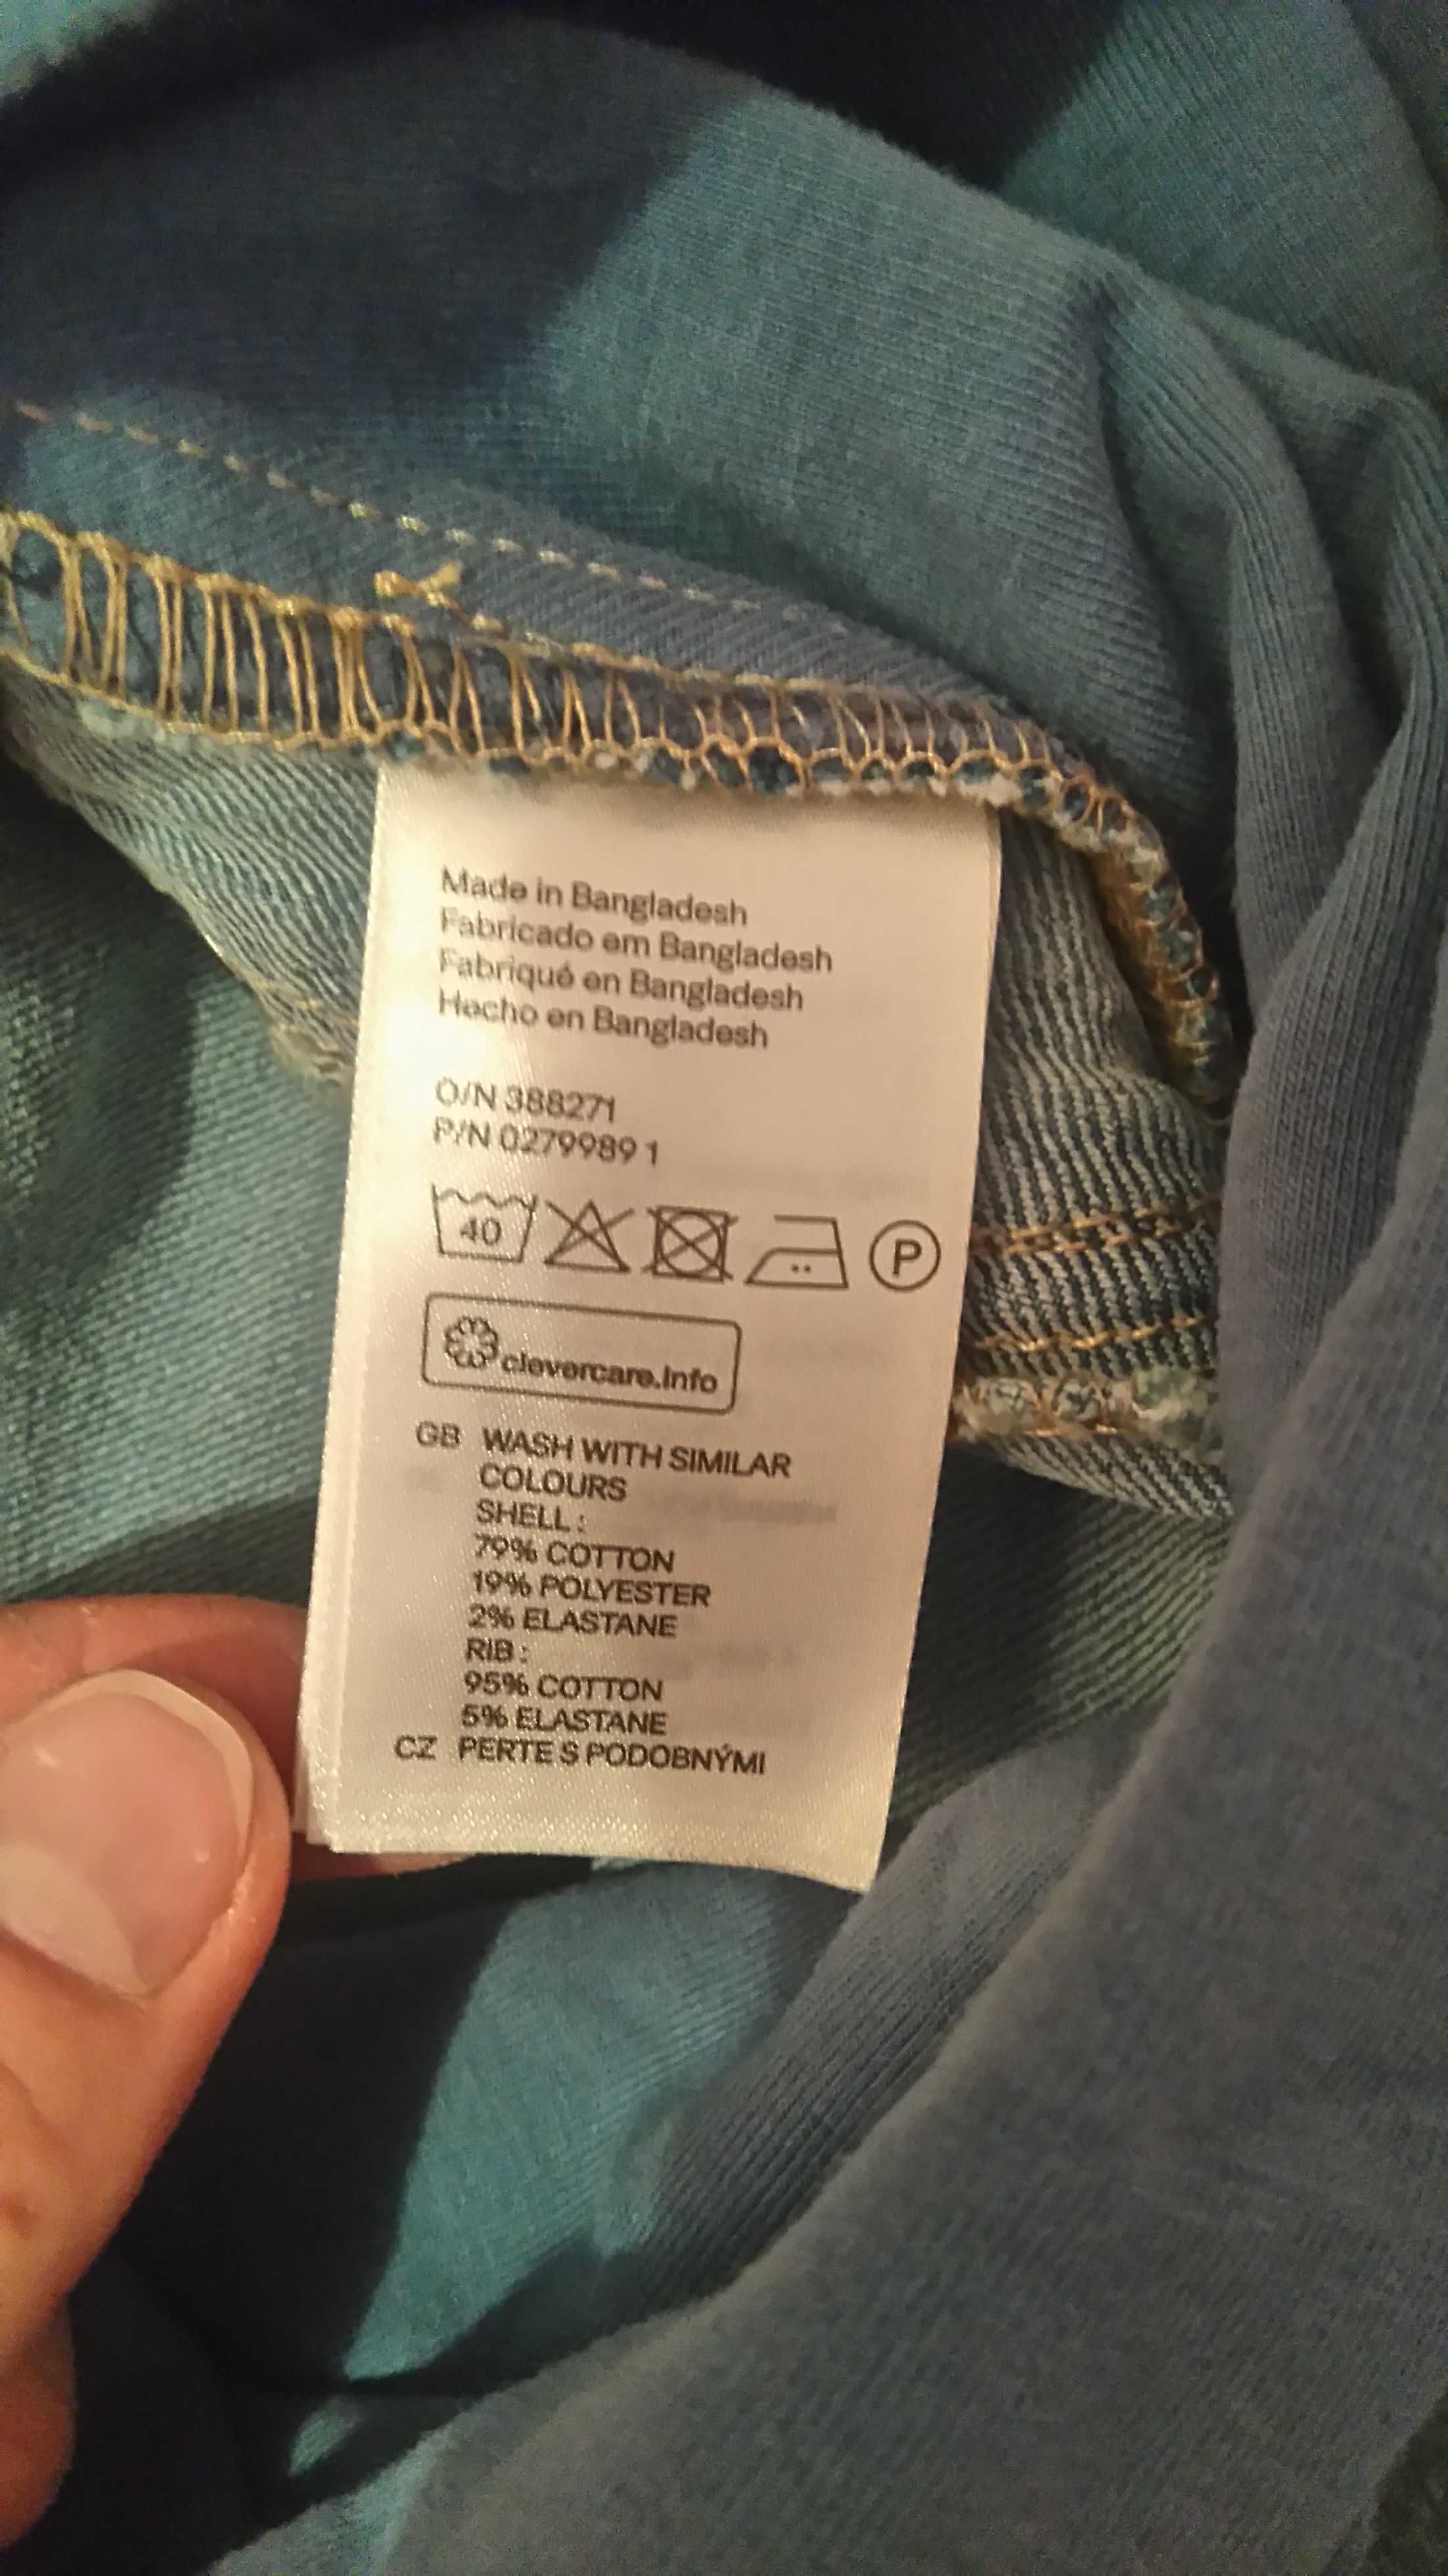 Made in Bangladesh
Fabricado em Bangladesh
Fabriqué en Bangladesh
Hecho en Bangladesh
O/N 388271
P/N 0279989 1
40 P
clevercare.info
GB WASH WITH SIMILAR
COLOURS
SHELL :
79% COTTON
19% POLYESTER
2% ELASTANE
RIB :
95% COTTON
5% ELASTANE
CZ PERTE S PODOBNÝMI